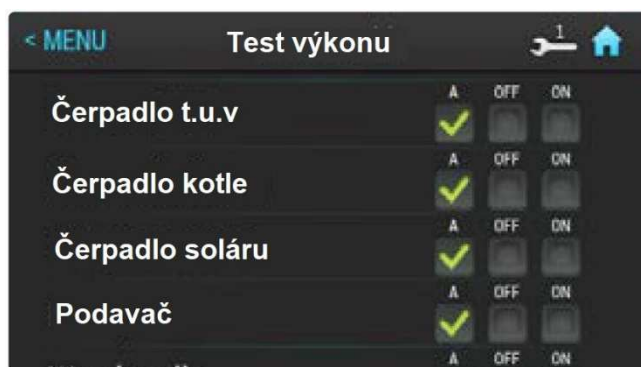 < MENU Test výkonu 1
A OFF ON
Čerpadlo t.u.v
A OFF ON
Čerpadlo kotle
A OFF ON
Čerpadlo soláru
A OFF ON
Podavač
A OFF ON